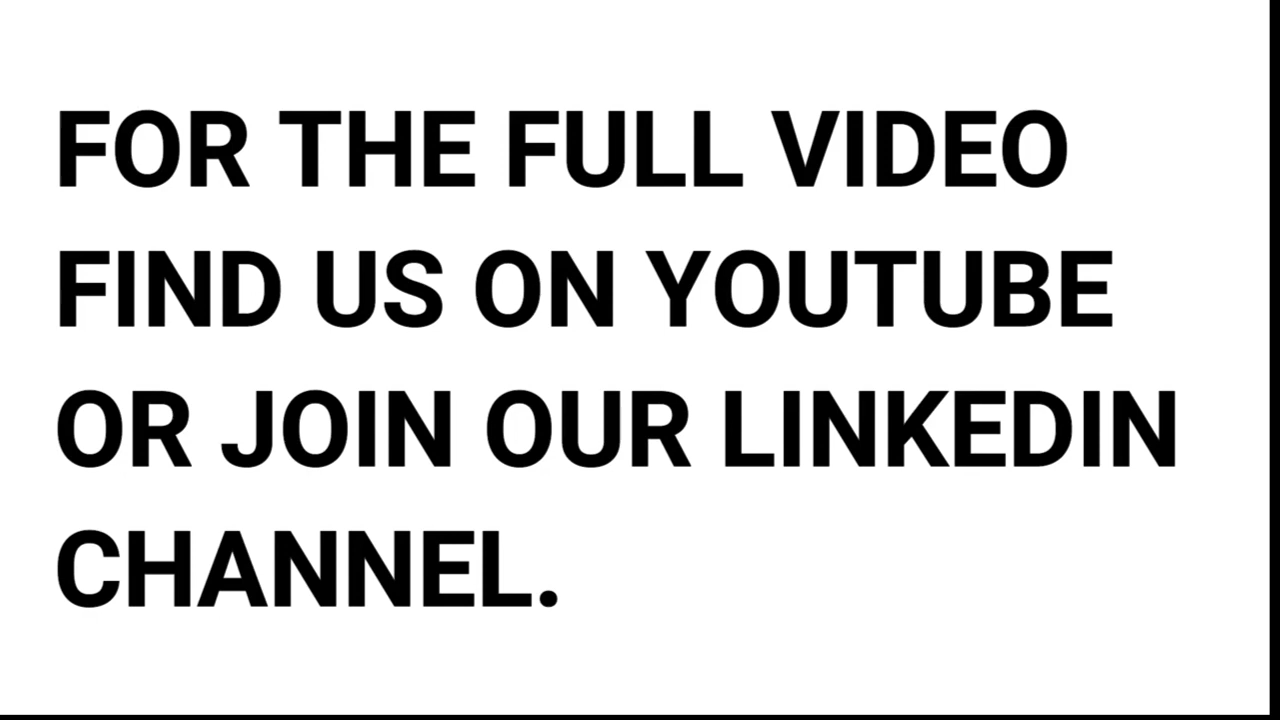 FOR THE FULL VIDEO
FIND US ON YOUTUBE
OR JOIN OUR LINKEDIN
CHANNEL.